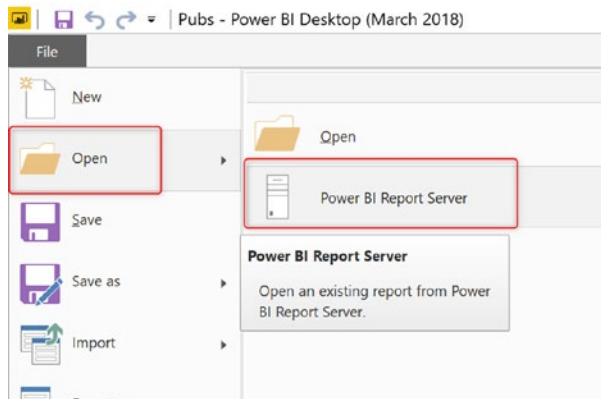 Pubs - Power BI Desktop (March 2018)
File
New
Open
Save
Save as
Import
Open
Power BI Report Server
Power BI Report Server
Open an existing report from Power
BI Report Server.